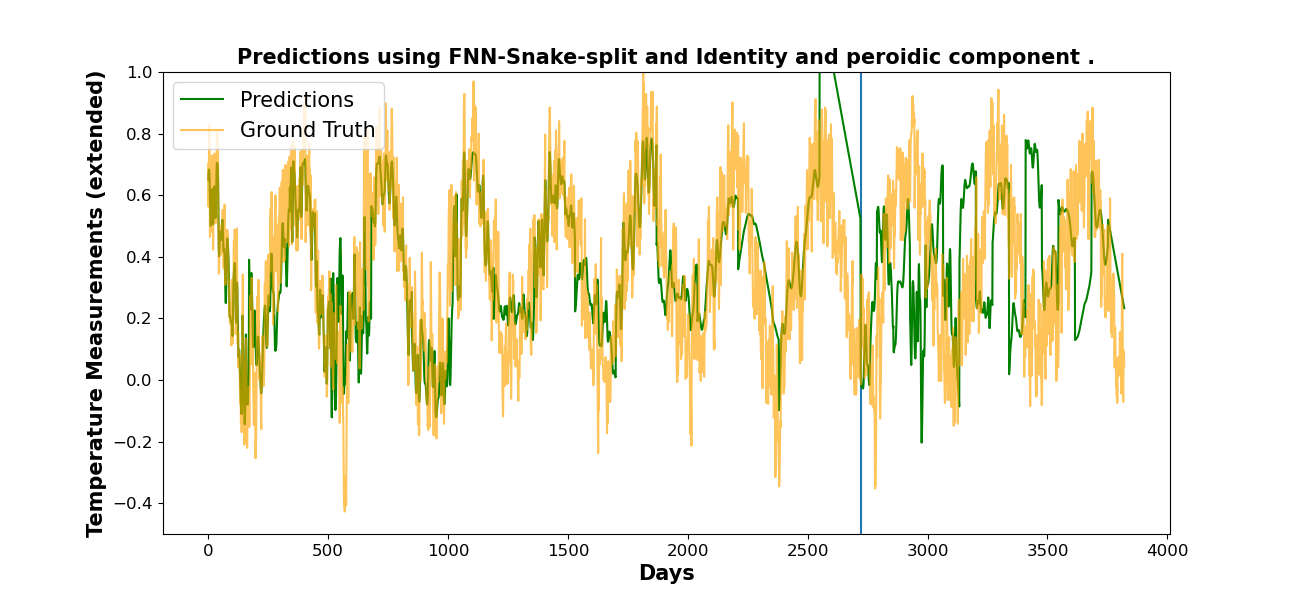 Predictions using FNN-Snake-split and Identity and peroidic component .
Temperature Measurements (extended)
1.0
0.8
0.6
0.4
0.2
0.0
−0.2
−0.4
Predictions
Ground Truth
0 500 1000 1500 2000 2500 3000 3500 4000
Days